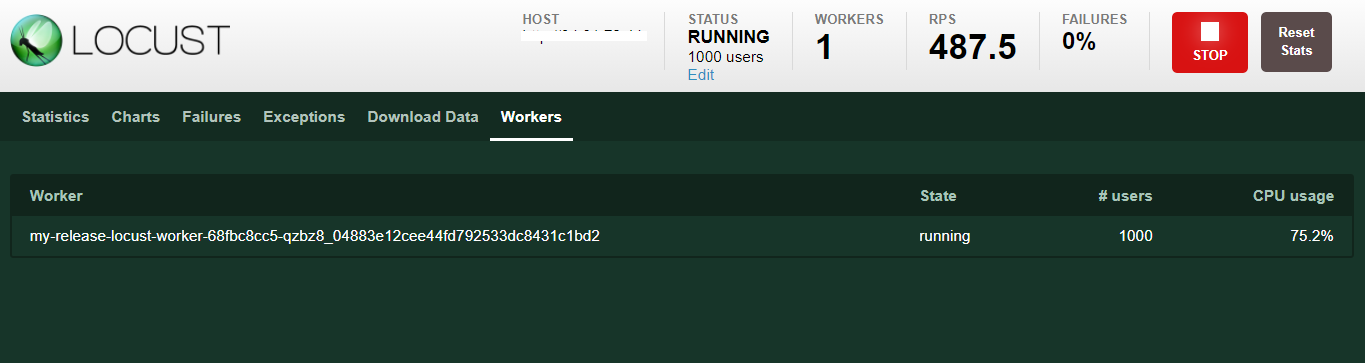 LOCUST
HOST
STATUS
RUNNING
1000 users
Edit
WORKERS
1
RPS
487.5
FAILURES
0%
STOP
Reset
Stats
Statistics Charts Failures Exceptions Download Data Workers
Worker State # users CPU usage
my-release-locust-worker-68fbc8cc5-qzbz8_04883e12cee44fd792533dc8431c1bd2 running 1000 75.2%